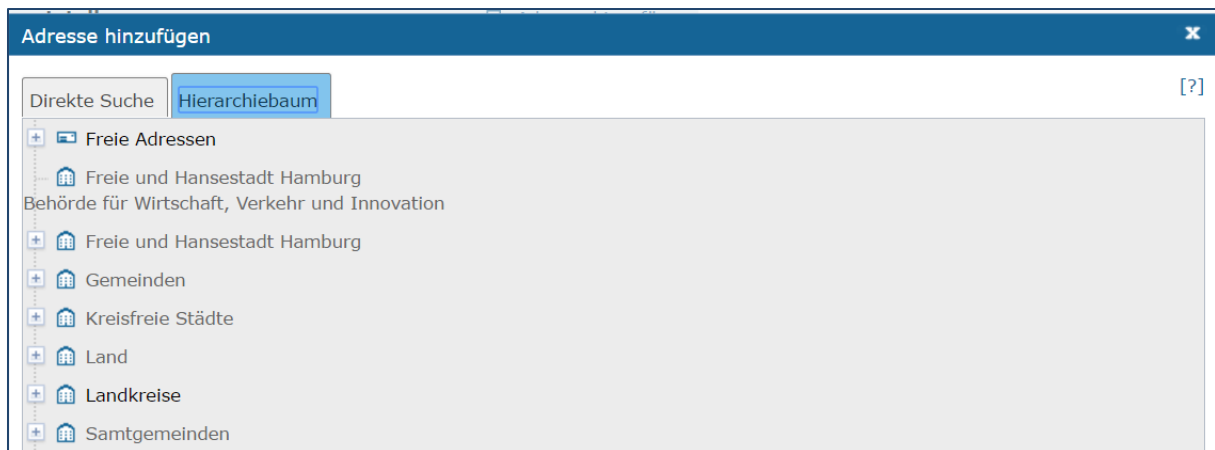 Adresse hinzufügen
x
Direkte Suche
Hierarchiebaum
[?]
Freie Adressen
Freie und Hansestadt Hamburg
Behörde für Wirtschaft, Verkehr und Innovation
Freie und Hansestadt Hamburg
Gemeinden
Kreisfreie Städte
Land
Landkreise
Samtgemeinden